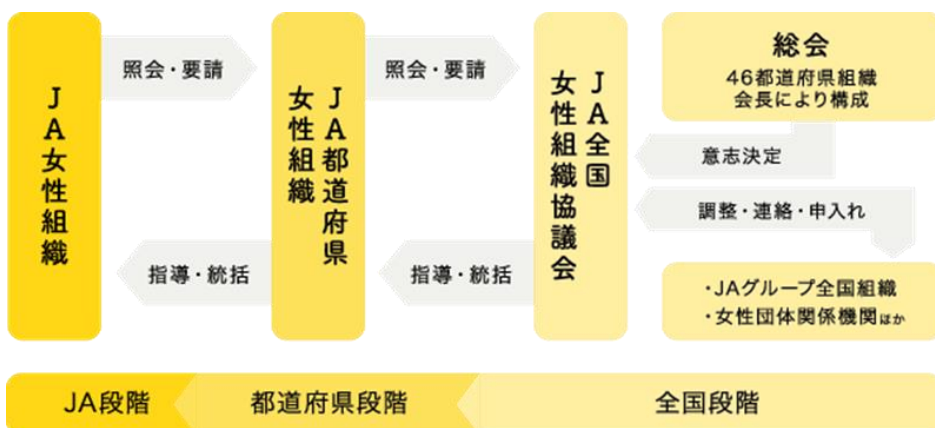 JA女性組織
照会・要請
指導・統括
JA都道府県
女性組織
照会・要請
指導・統括
JA全国
女性組織協議会
総会
46都道府県組織
会長により構成
意志決定
調整・連絡・申入れ
・JAグループ全国組織
・女性団体関係機関ほか
JA段階
都道府県段階
全国段階